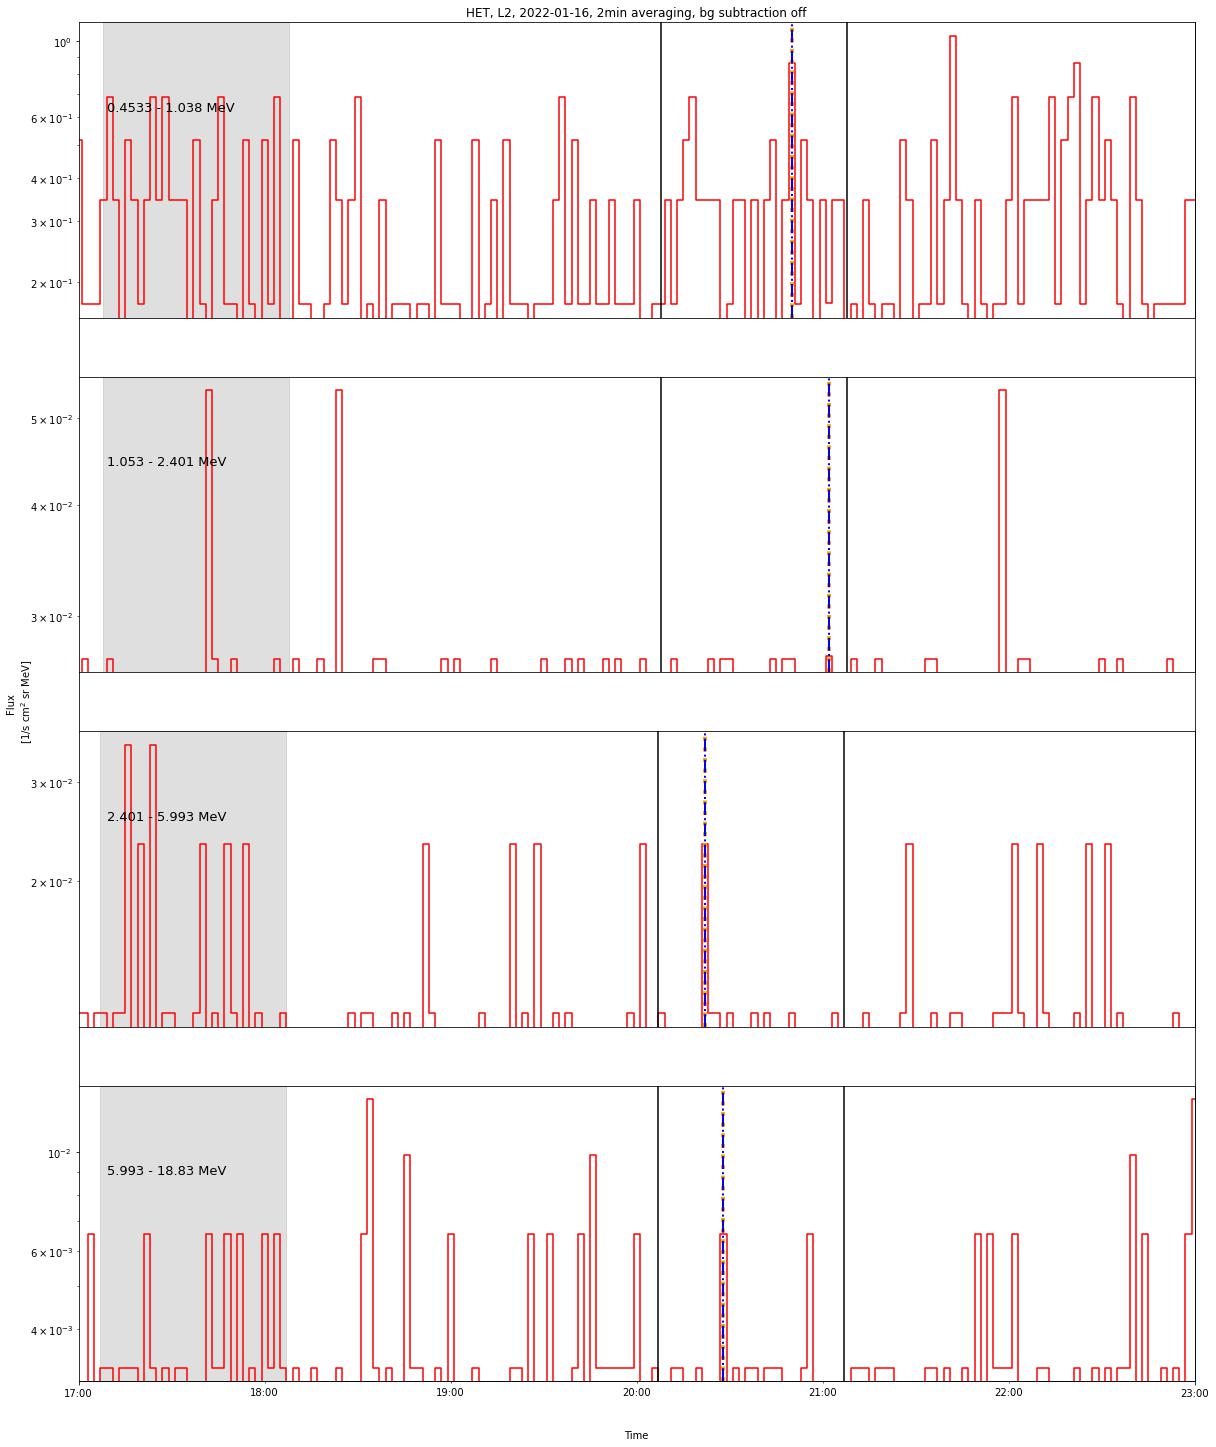 HET, L2, 2022-01-16, 2min averaging, bg subtraction off
10⁰
6 × 10⁻¹
4 × 10⁻¹
3 × 10⁻¹
2 × 10⁻¹
0.4533 - 1.038 MeV
5 × 10⁻²
4 × 10⁻²
3 × 10⁻²
1.053 - 2.401 MeV
Flux
[1/s cm² sr MeV]
3 × 10⁻²
2 × 10⁻²
2.401 - 5.993 MeV
10⁻²
6 × 10⁻³
4 × 10⁻³
5.993 - 18.83 MeV
17:00 18:00 19:00 20:00 21:00 22:00 23:00
Time